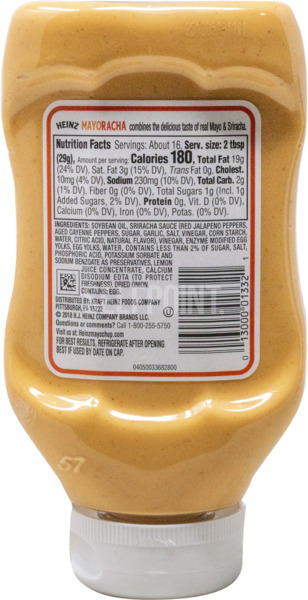 HEINZ MAYORACHA combines the delicious taste of real Mayo & Sriracha.
Nutrition Facts Servings: About 16, Serv. size: 2 tbsp
(29g), Amount per serving: Calories 180, Total Fat 19g
(24% DV), Sat. Fat 3g (15% DV), Trans Fat 0g, Cholest.
10mg (4% DV), Sodium 230mg (10% DV), Total Carb. 2g
(1% DV), Fiber 0g (0% DV), Total Sugars 1g (Incl. 1g
Added Sugars, 2% DV), Protein 0g, Vit. D (0% DV),
Calcium (0% DV), Iron (0% DV), Potas. (0% DV).
INGREDIENTS: SOYBEAN OIL, SRIRACHA SAUCE (RED JALAPENO PEPPERS,
AGED CAYENNE PEPPERS, SUGAR, GARLIC, SALT, VINEGAR, CORN STARCH,
WATER, CITRIC ACID, NATURAL FLAVOR), VINEGAR, ENZYME MODIFIED EGG
YOLKS, EGG YOLKS, WATER, CONTAINS LESS THAN 2% OF SUGAR, SALT,
PHOSPHORIC ACID, POTASSIUM SORBATE AND
SODIUM BENZOATE AS PRESERVATIVES, LEMON
JUICE CONCENTRATE, CALCIUM
DISODIUM EDTA (TO PROTECT
FRESHNESS), DRIED ONION.
CONTAINS: EGG.
DISTRIBUTED BY: KRAFT HEINZ FOODS COMPANY
PITTSBURGH, PA 15222
© 2018 H.J. HEINZ COMPANY BRANDS LLC.
Questions or comments? Call 1-800-255-5750
Visit us at: Heinzmayochup.com
FOR BEST RESULTS, REFRIGERATE AFTER OPENING
BEST IF USED BY DATE ON CAP.
U
0 13000 01332 1
04050033682800
57